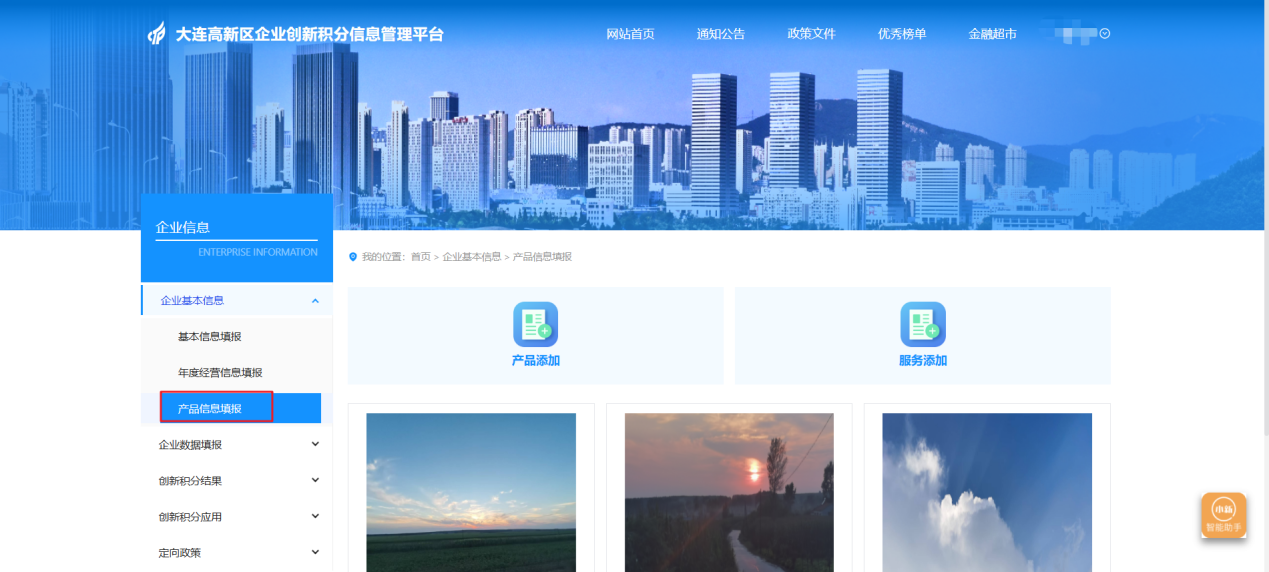 大连高新区企业创新积分信息管理平台
网站首页 通知公告 政策文件 优秀榜单 金融超市
企业信息
ENTERPRISE INFORMATION
我的位置：首页 > 企业基本信息 > 产品信息填报
企业基本信息
基本信息填报
年度经营信息填报
产品信息填报
企业数据填报
创新积分结果
创新积分应用
定向政策
产品添加
服务添加
小新
智能助手